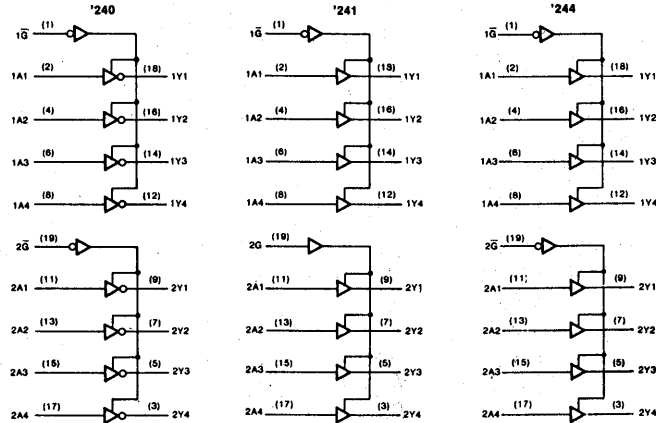 '240 '241 '244
1G̅ (1) 1G̅ (1) 1G̅ (1)
1A1 (2) (18) 1Y1 1A1 (2) (18) 1Y1 1A1 (2) (18) 1Y1
1A2 (4) (16) 1Y2 1A2 (4) (16) 1Y2 1A2 (4) (16) 1Y2
1A3 (6) (14) 1Y3 1A3 (6) (14) 1Y3 1A3 (6) (14) 1Y3
1A4 (8) (12) 1Y4 1A4 (8) (12) 1Y4 1A4 (8) (12) 1Y4
2G̅ (19) 2G (19) 2G̅ (19)
2A1 (11) (9) 2Y1 2A1 (11) (9) 2Y1 2A1 (11) (9) 2Y1
2A2 (13) (7) 2Y2 2A2 (13) (7) 2Y2 2A2 (13) (7) 2Y2
2A3 (15) (5) 2Y3 2A3 (15) (5) 2Y3 2A3 (15) (5) 2Y3
2A4 (17) (3) 2Y4 2A4 (17) (3) 2Y4 2A4 (17) (3) 2Y4